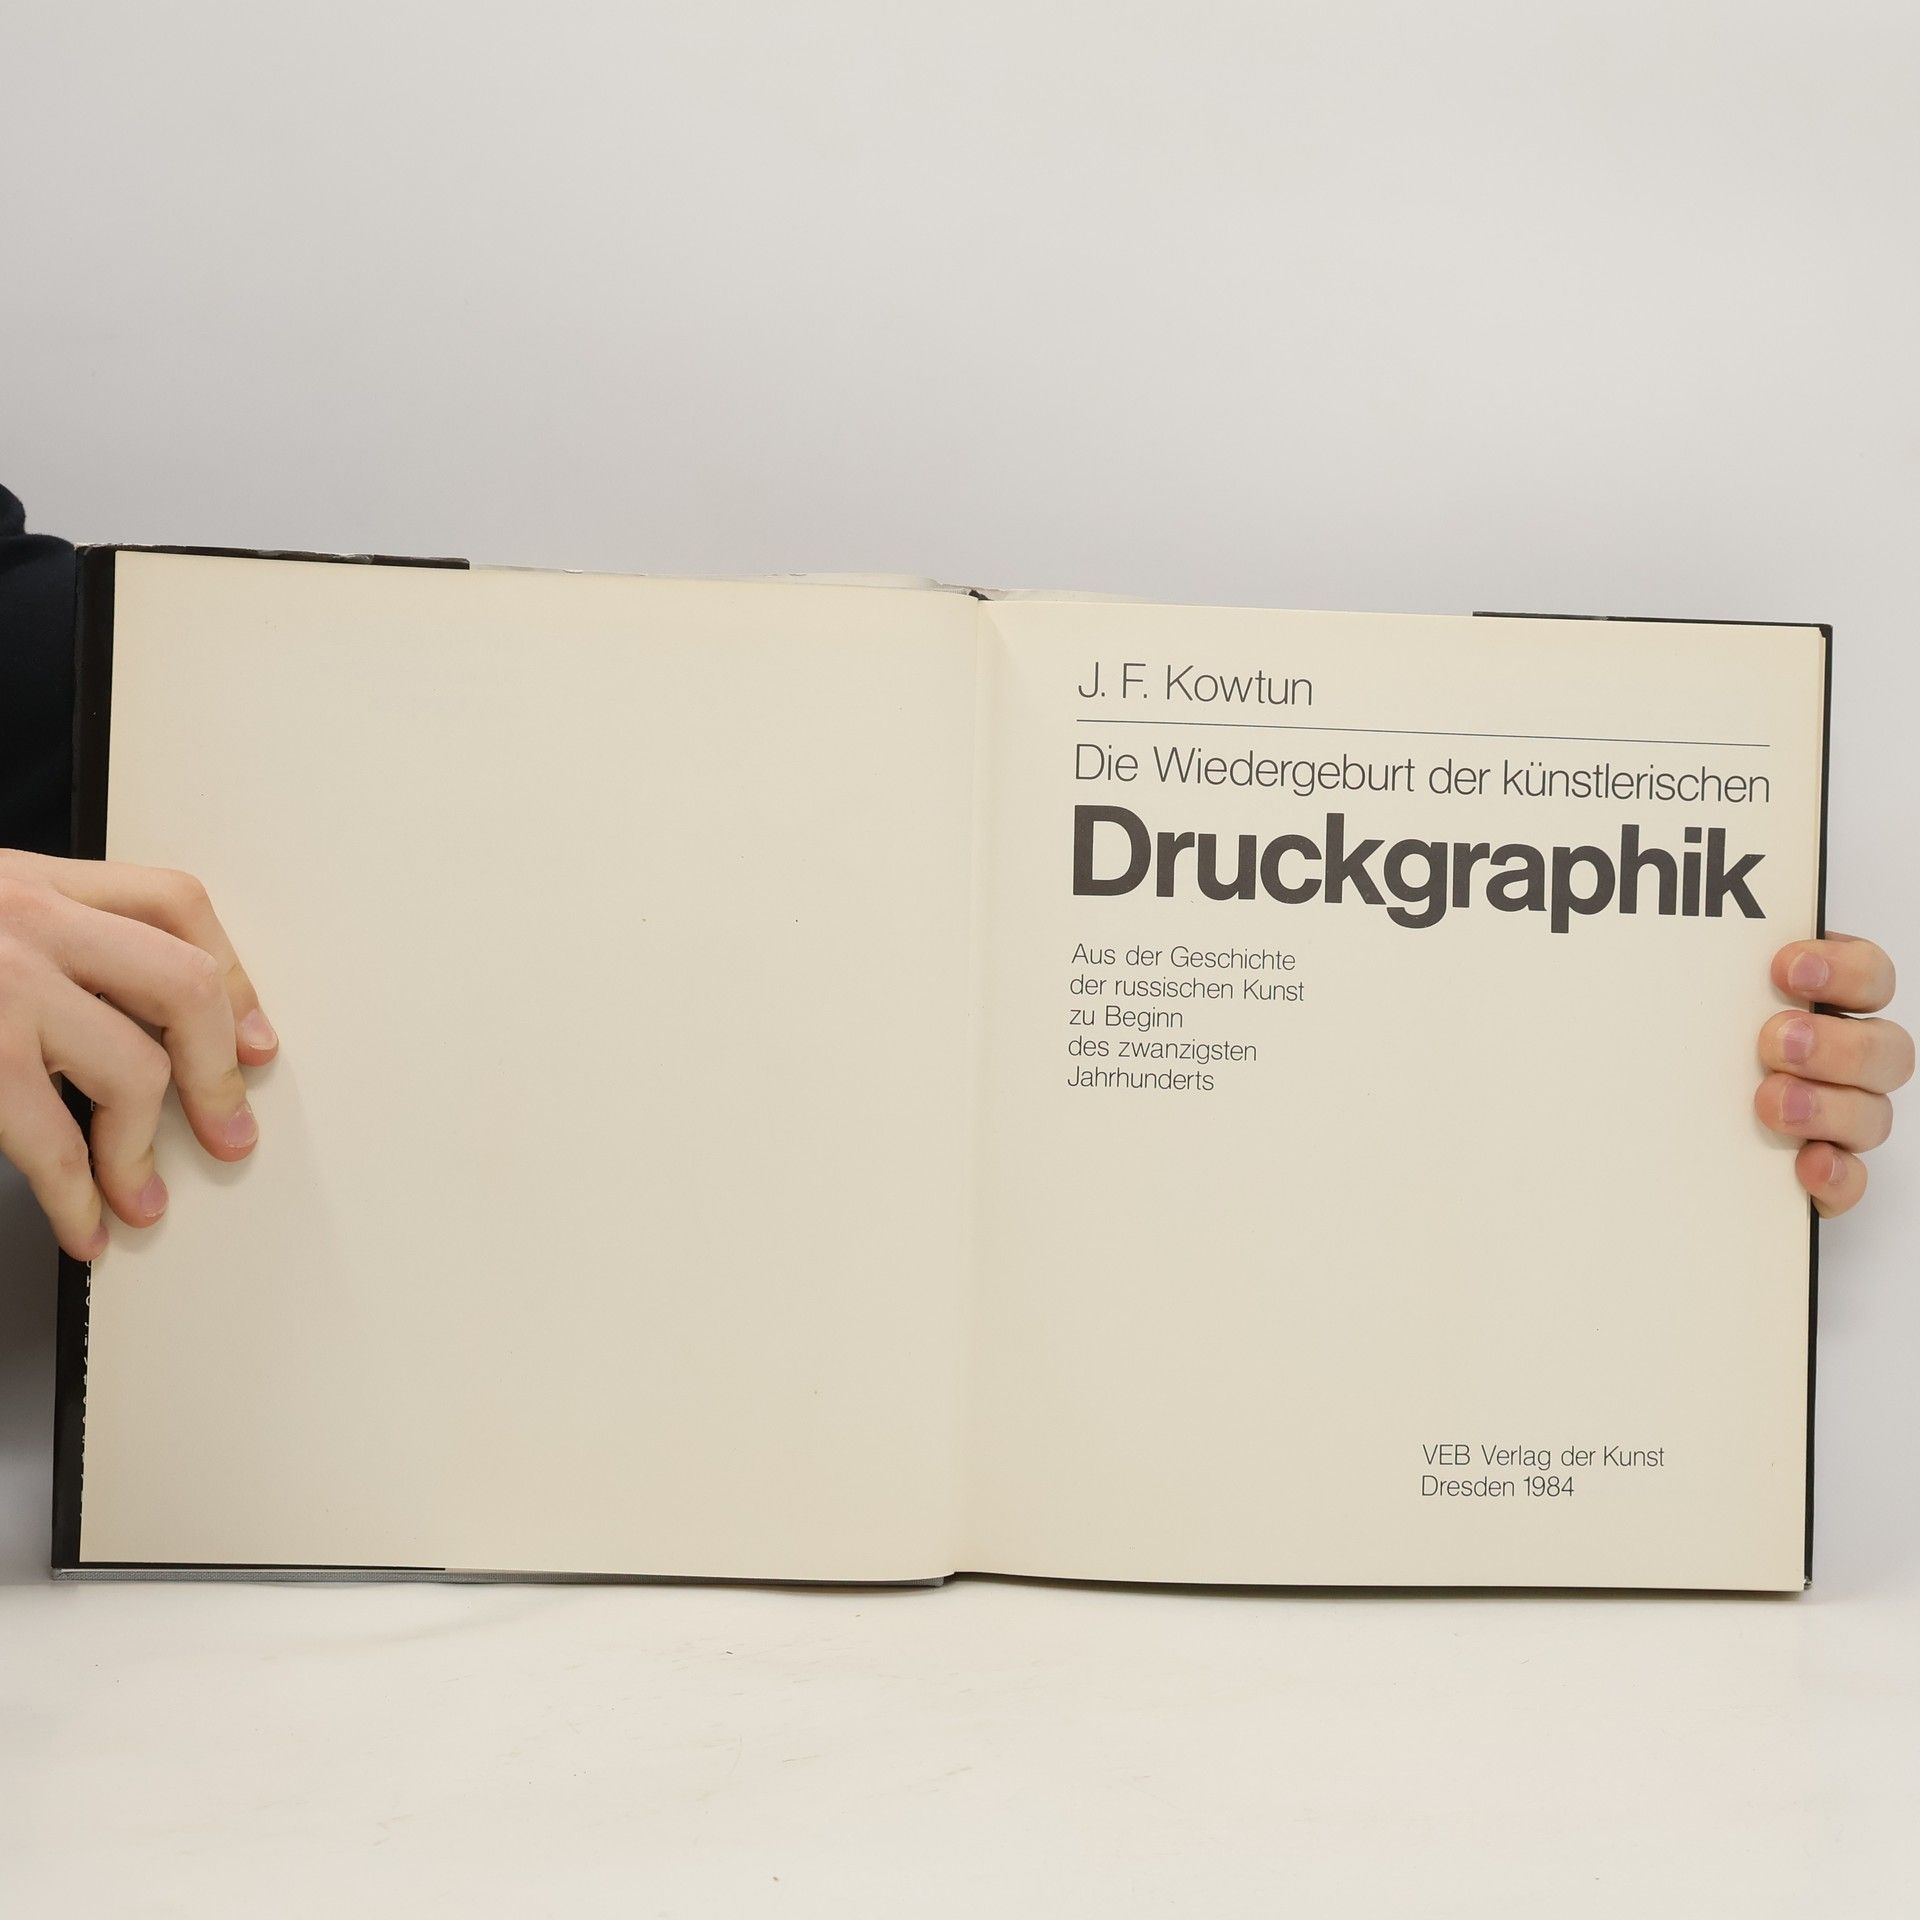 J. F. Kowtun
Die Wiedergeburt der künstlerischen
Druckgraphik
Aus der Geschichte
der russischen Kunst
zu Beginn
des zwanzigsten
Jahrhunderts
VEB Verlag der Kunst
Dresden 1984